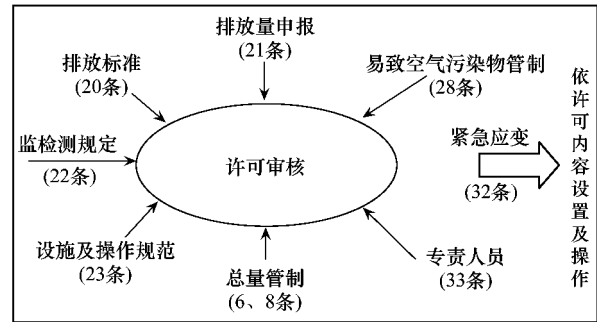 排放量申报
(21条)
排放标准
(20条)
易致空气污染物管制
(28条)
监检测规定
(22条)
许可审核
紧急应变
(32条)
设施及操作规范
(23条)
总量管制
(6、8条)
专责人员
(33条)
依许可内容设置及操作